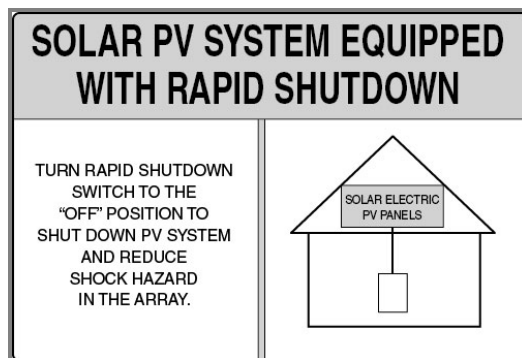 SOLAR PV SYSTEM EQUIPPED
WITH RAPID SHUTDOWN
TURN RAPID SHUTDOWN
SWITCH TO THE
“OFF” POSITION TO
SHUT DOWN PV SYSTEM
AND REDUCE
SHOCK HAZARD
IN THE ARRAY.
SOLAR ELECTRIC
PV PANELS